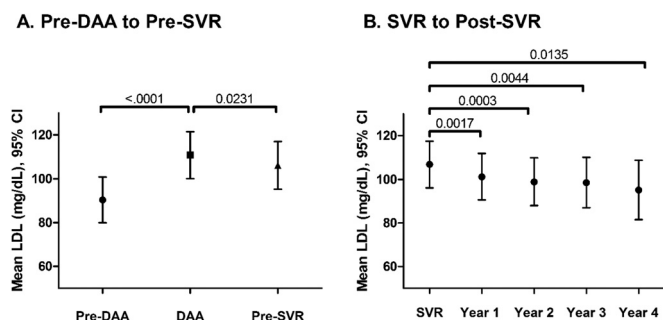 A. Pre-DAA to Pre-SVR
<.0001
0.0231
Mean LDL (mg/dL), 95% CI
120
100
80
60
Pre-DAA
DAA
Pre-SVR
B. SVR to Post-SVR
0.0135
0.0044
0.0003
0.0017
Mean LDL (mg/dL), 95% CI
120
100
80
60
SVR
Year 1
Year 2
Year 3
Year 4